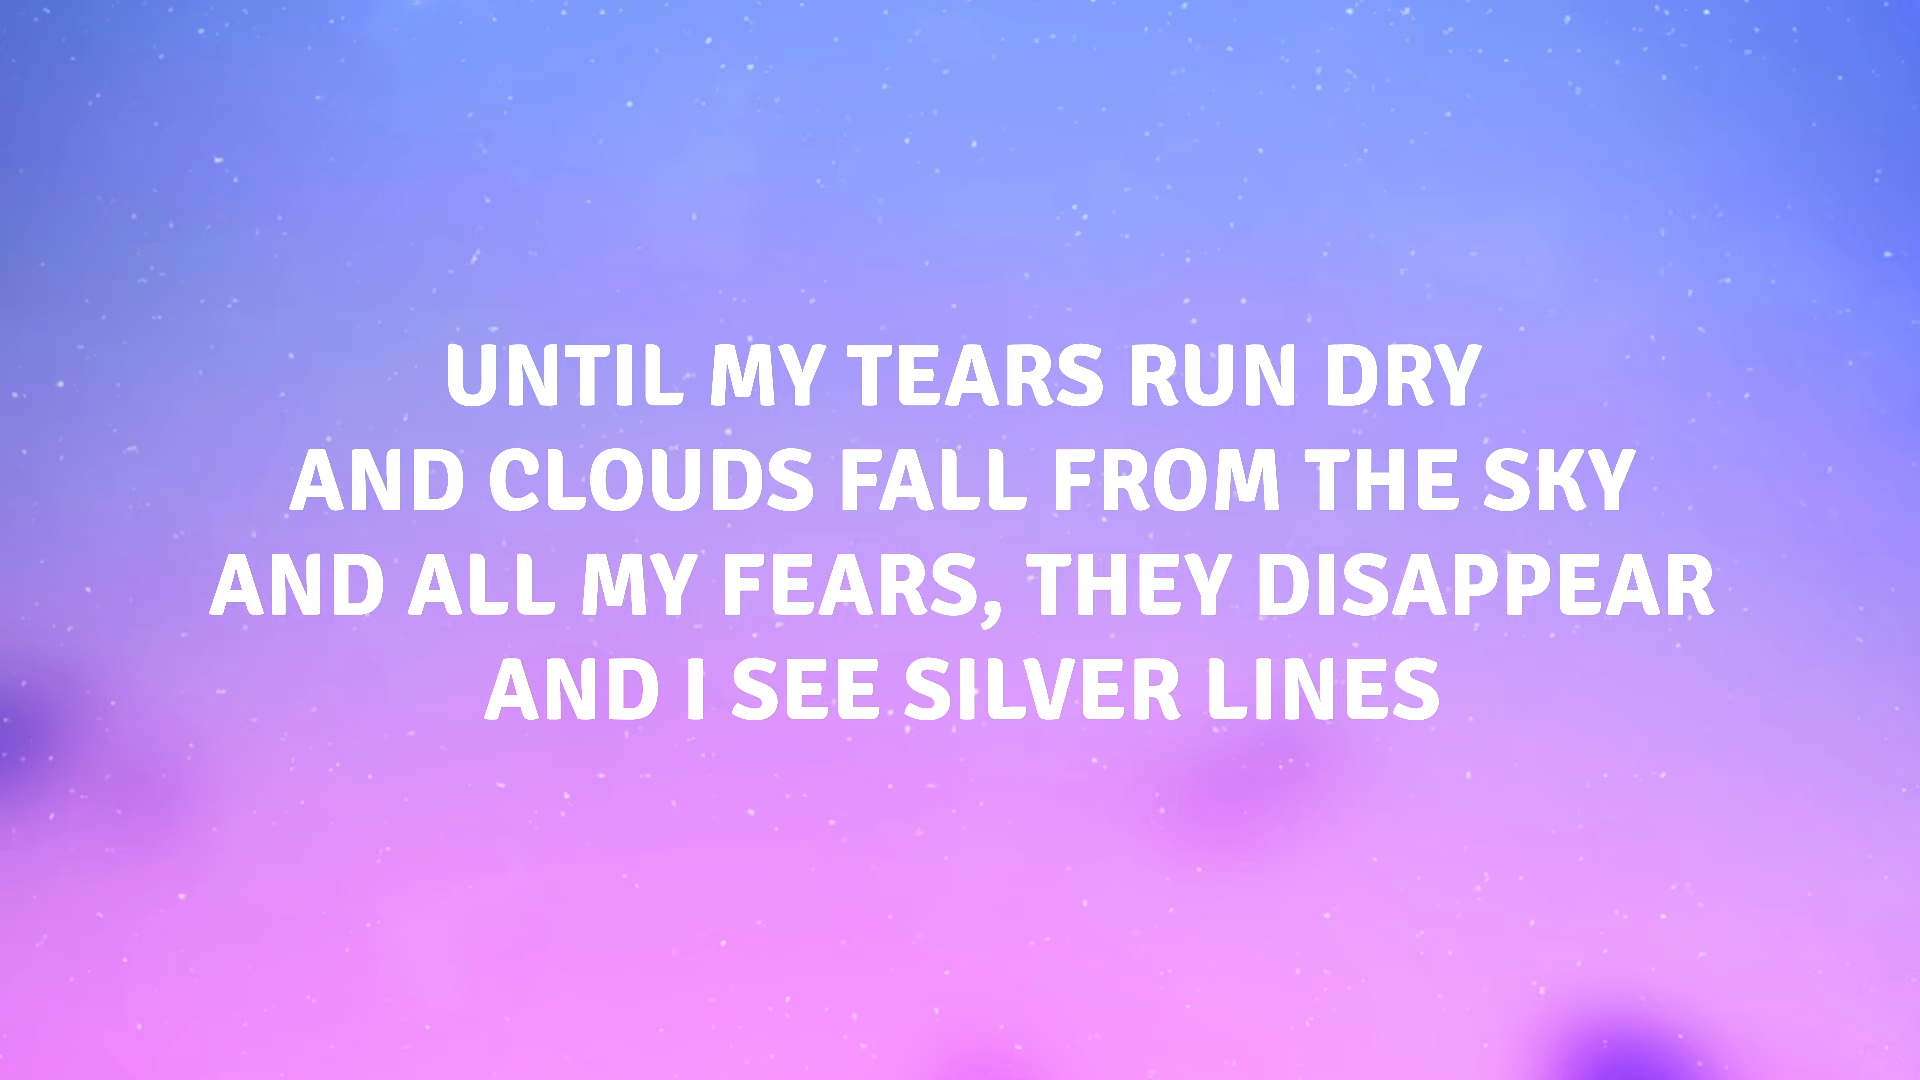 UNTIL MY TEARS RUN DRY
AND CLOUDS FALL FROM THE SKY
AND ALL MY FEARS, THEY DISAPPEAR
AND I SEE SILVER LINES